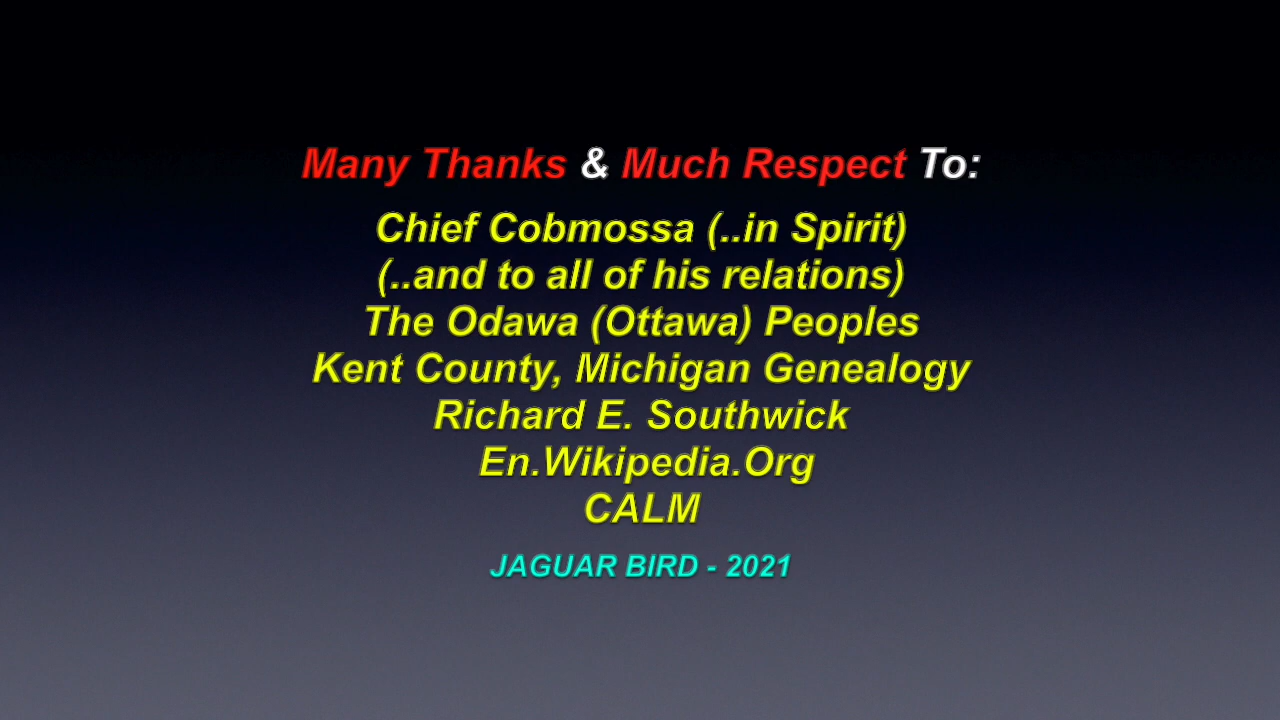 Many Thanks & Much Respect To:
Chief Cobmossa (..in Spirit)
(..and to all of his relations)
The Odawa (Ottawa) Peoples
Kent County, Michigan Genealogy
Richard E. Southwick
En.Wikipedia.Org
CALM
JAGUAR BIRD - 2021